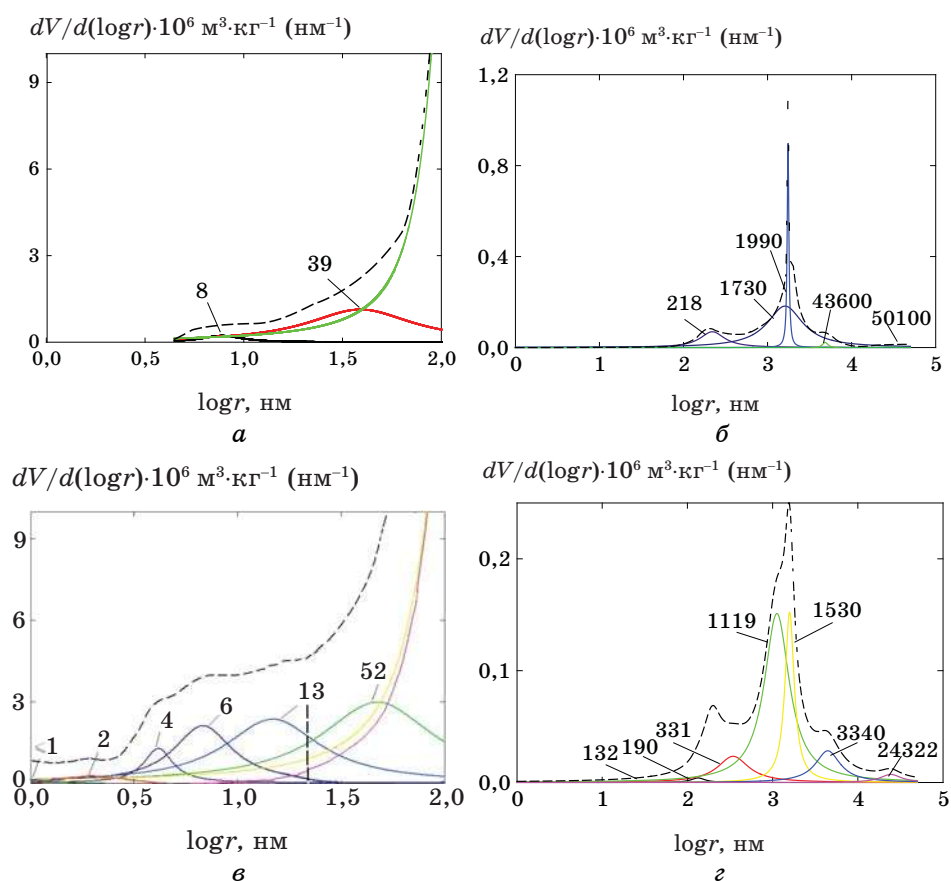 dV/d(logr)·10⁶ м³·кг⁻¹ (нм⁻¹)
9
6
3
0
8
39
0,0 0,5 1,0 1,5 2,0
logr, нм
а
dV/d(logr)·10⁶ м³·кг⁻¹ (нм⁻¹)
1,2
0,8
0,4
0,0
218
1730
1990
43600
50100
0 1 2 3 4 5
logr, нм
б
dV/d(logr)·10⁶ м³·кг⁻¹ (нм⁻¹)
9
6
3
0
1
2
4
6
13
52
0,0 0,5 1,0 1,5 2,0
logr, нм
в
dV/d(logr)·10⁶ м³·кг⁻¹ (нм⁻¹)
0,2
0,1
0,0
132
190
331
1119
1530
3340
24322
0 1 2 3 4 5
logr, нм
г